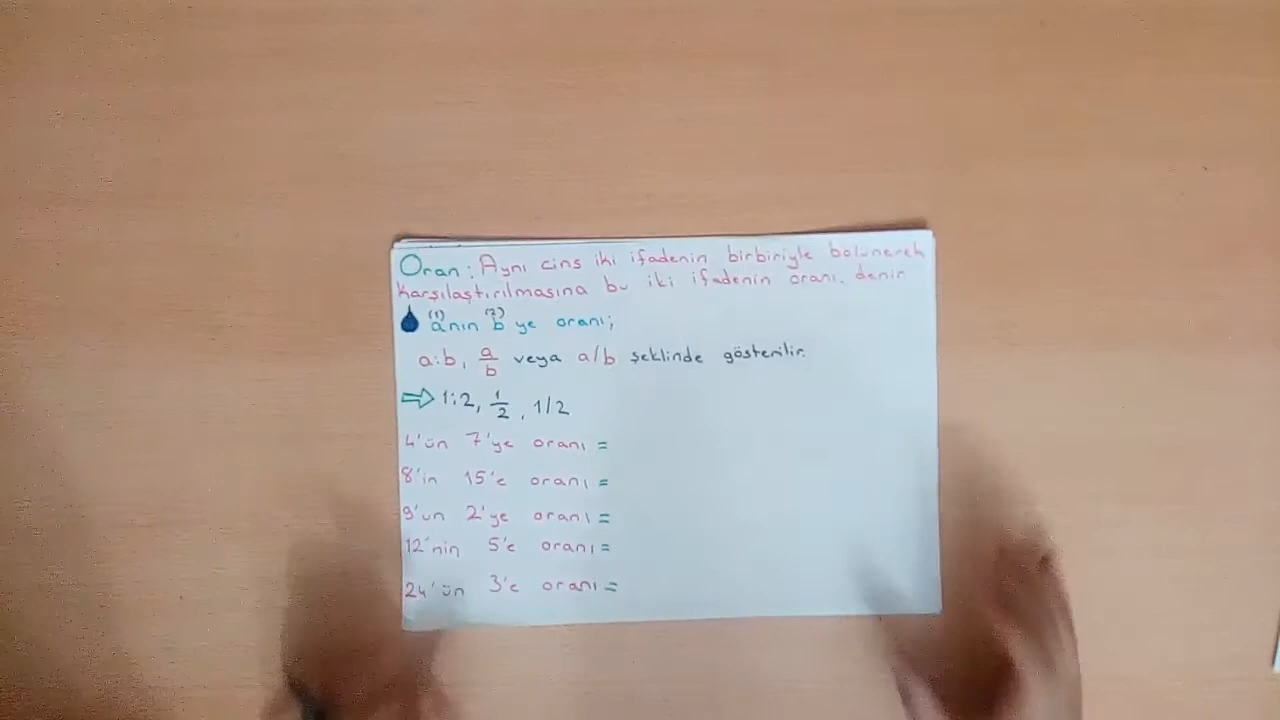 Oran: Aynı cins iki ifadenin birbiriyle bölünerek
karşılaştırılmasına bu iki ifadenin oranı denir
(1) (2)
anın b ye oranı;
a:b, a/b veya a/b şeklinde gösterilir.
⇒ 1:2, 1/2, 1/2
4'ün 7'ye oranı =
8'in 15'e oranı =
9'un 2'ye oranı =
12'nin 5'e oranı =
24'ün 3'e oranı =